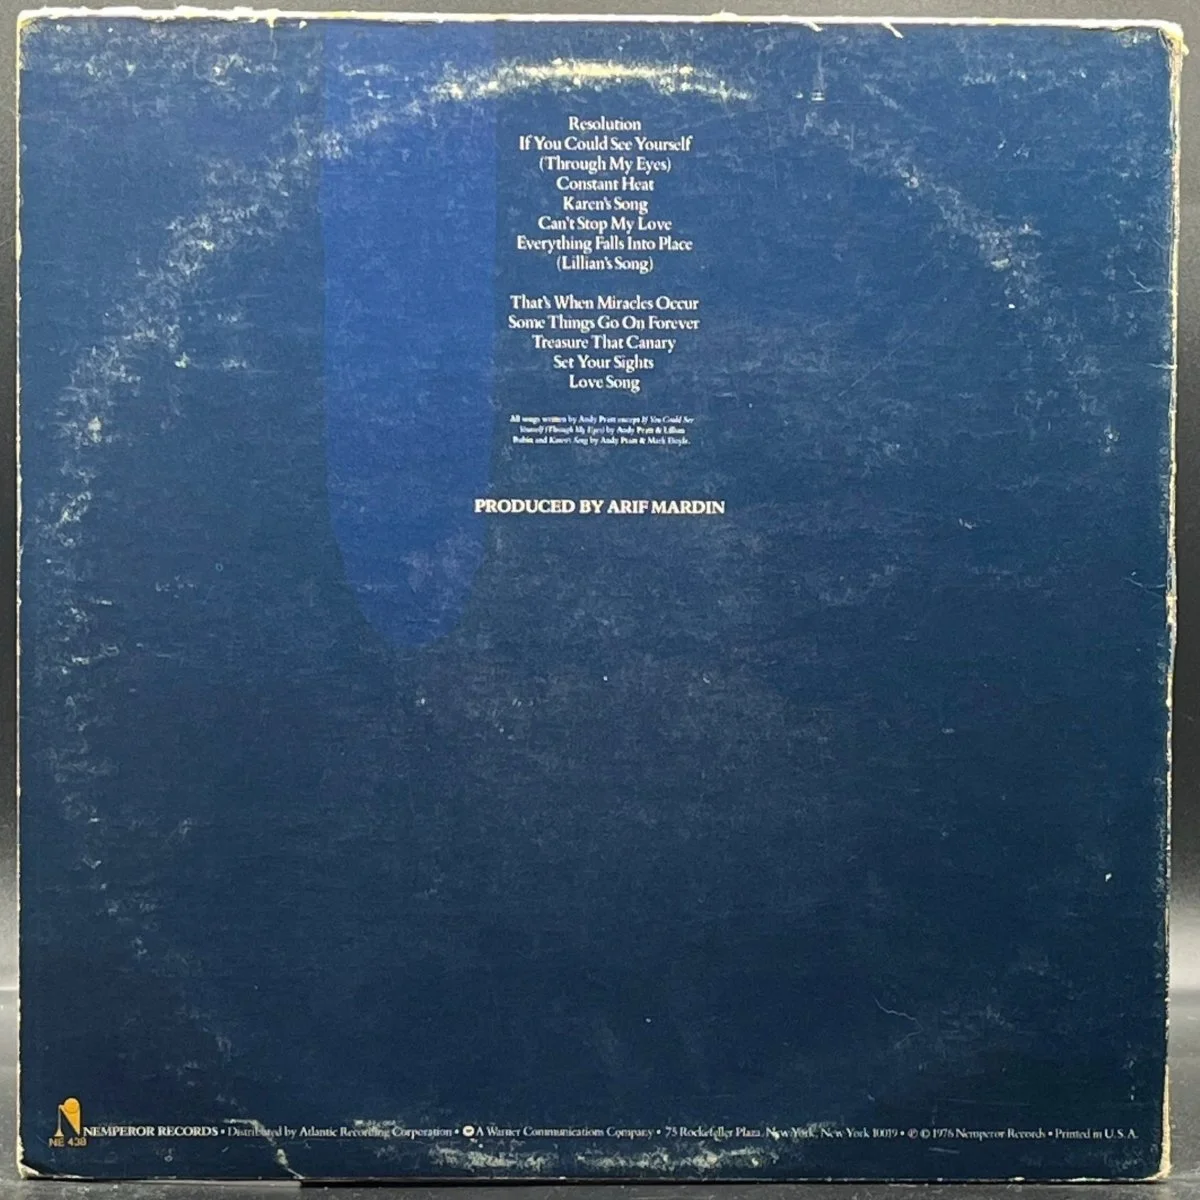 Resolution
If You Could See Yourself
(Through My Eyes)
Constant Heat
Karen's Song
Can't Stop My Love
Everything Falls Into Place
(Lillian's Song)
That's When Miracles Occur
Some Things Go On Forever
Treasure That Canary
Set Your Sights
Love Song
All songs written by Andy Pratt except If You Could See
Yourself (Through My Eyes) by Andy Pratt & Lillian
Rubin and Karen's Song by Andy Pratt & Mark Doyle.
PRODUCED BY ARIF MARDIN
NEMPEROR RECORDS • Distributed by Atlantic Recording Corporation • A Warner Communications Company • 75 Rockefeller Plaza, New York, New York 10019 • ℗ © 1976 Nemperor Records • Printed in U.S.A.
NE 438